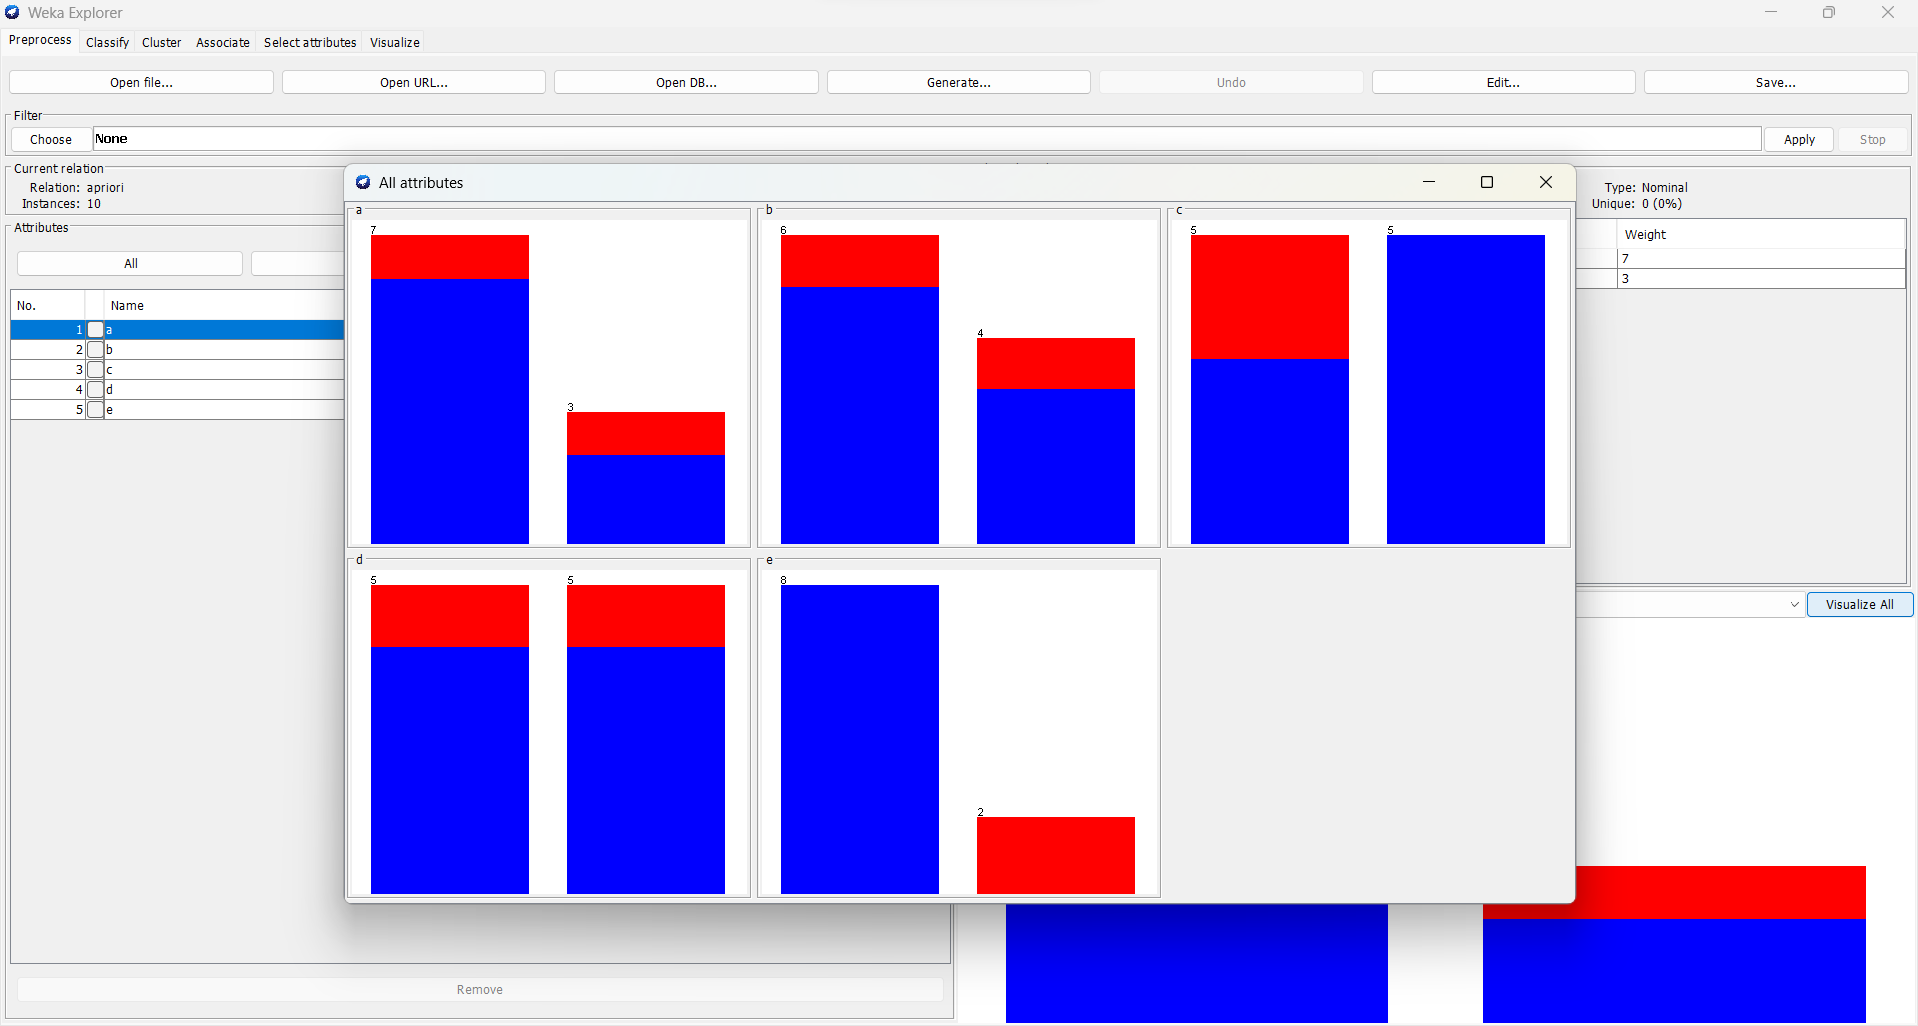 Weka Explorer
Preprocess Classify Cluster Associate Select attributes Visualize
Open file... Open URL... Open DB... Generate... Undo Edit... Save...
Filter
Choose None Apply Stop
Current relation
Relation: apriori
Instances: 10
Type: Nominal
Unique: 0 (0%)
Attributes
All
No. Name
1 a
2 b
3 c
4 d
5 e
Remove
Weight
7
3
Visualize All
All attributes
a
7
3
b
6
4
c
5
5
d
5
5
e
8
2